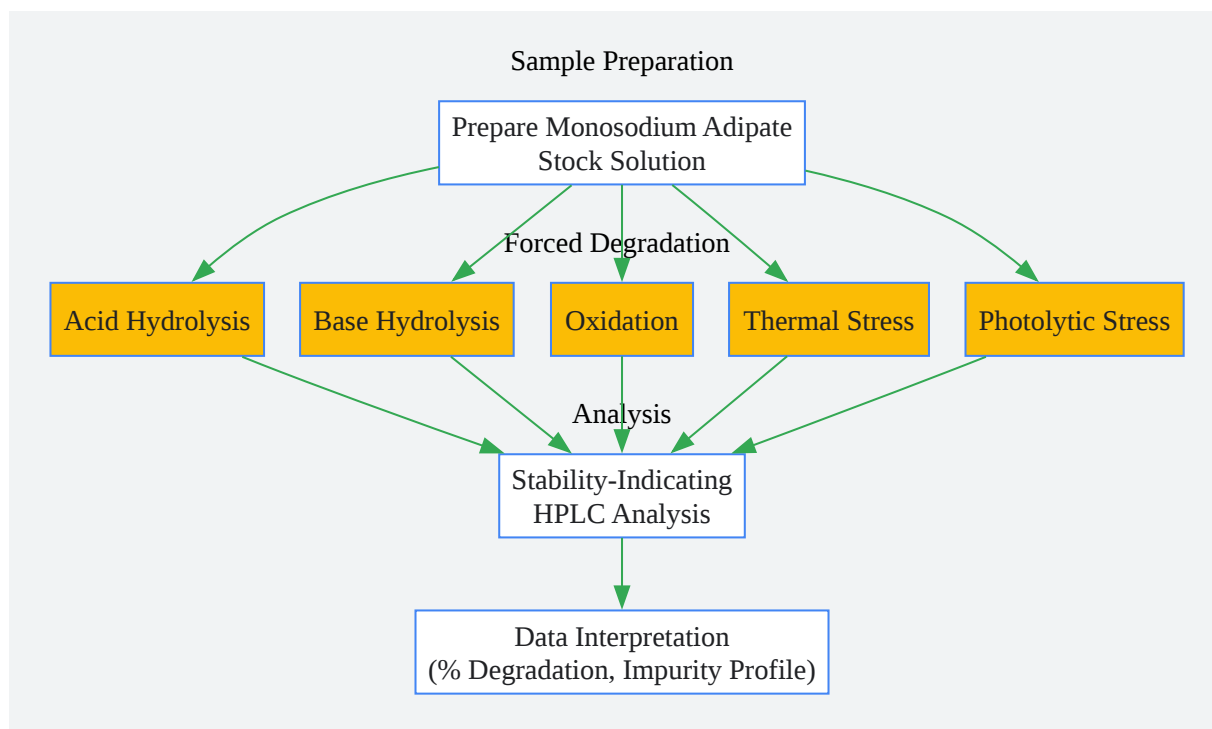 Sample Preparation
Prepare Monosodium Adipate
Stock Solution
Forced Degradation
Acid Hydrolysis
Base Hydrolysis
Oxidation
Thermal Stress
Photolytic Stress
Analysis
Stability-Indicating
HPLC Analysis
Data Interpretation
(% Degradation, Impurity Profile)